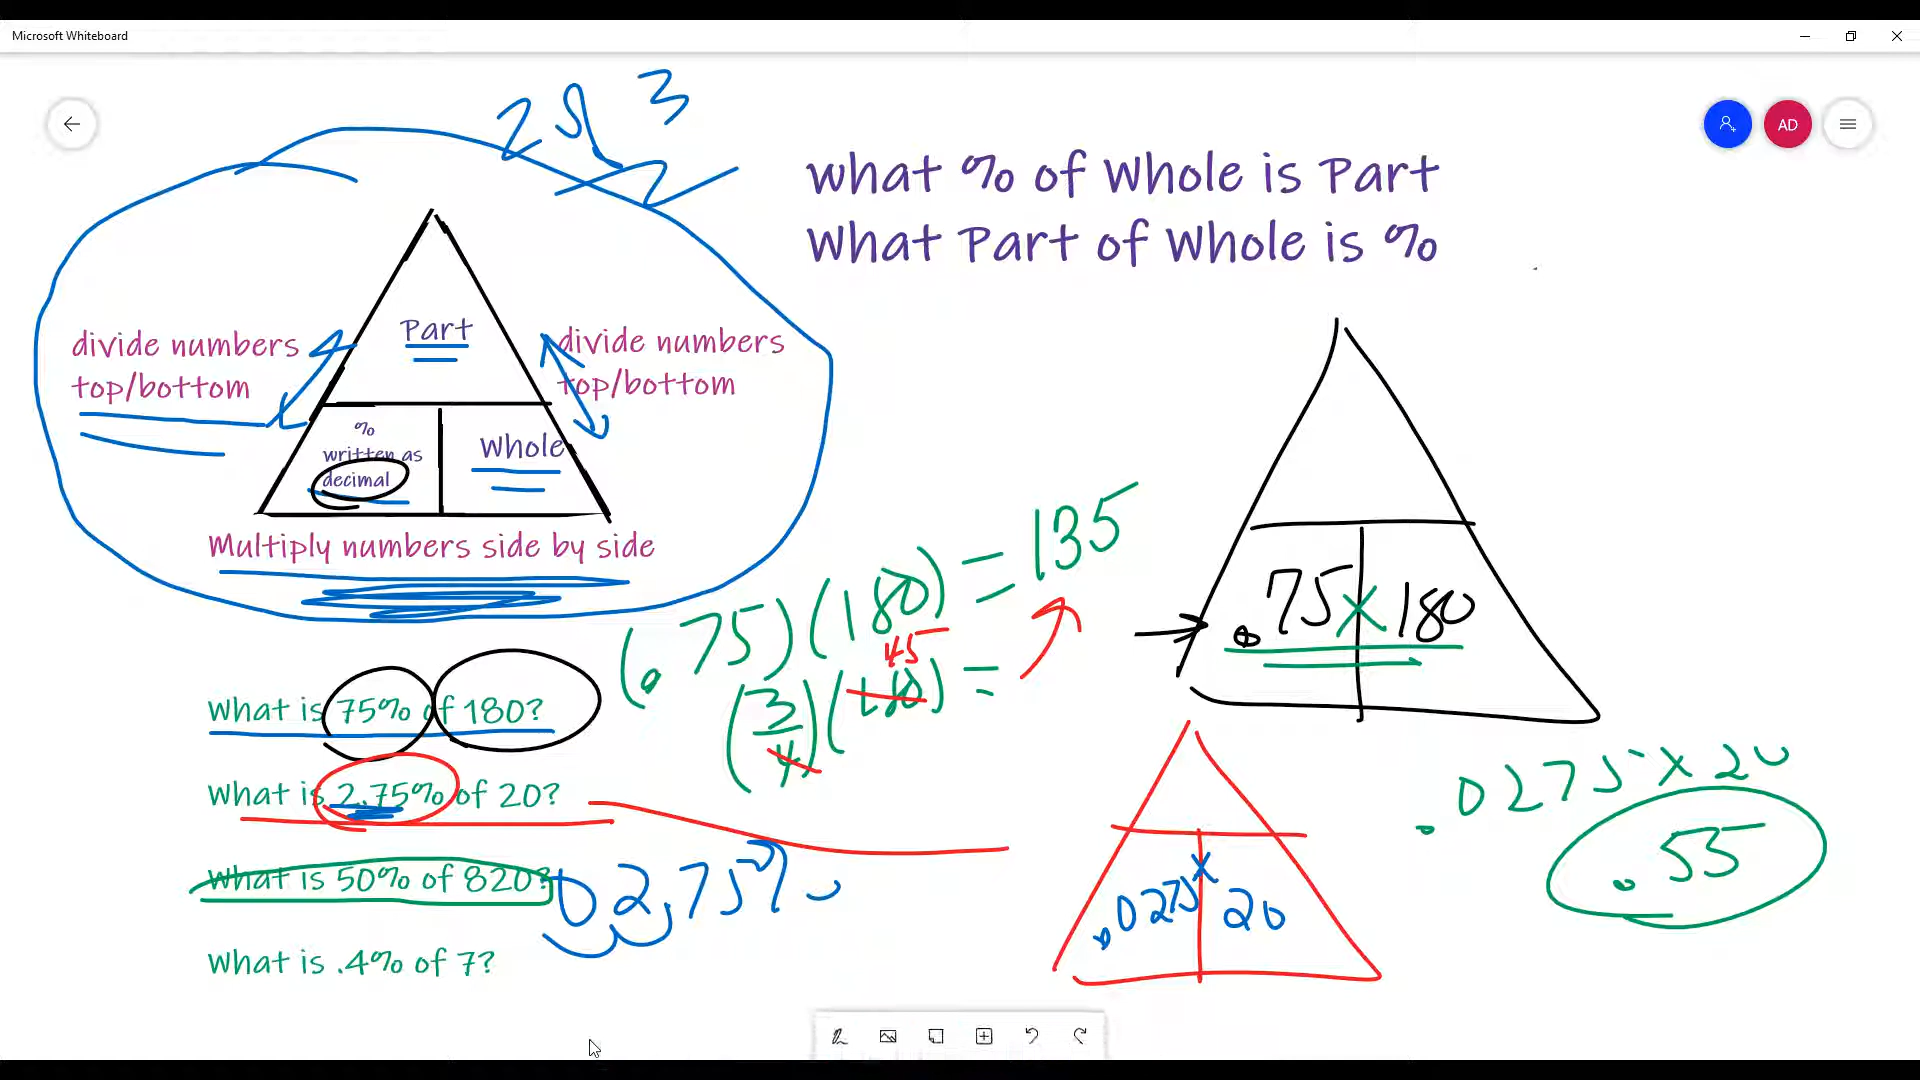 Microsoft Whiteboard
AD
what % of Whole is Part
What Part of Whole is %
Part
divide numbers
top/bottom
divide numbers
top/bottom
%
written as
decimal
Whole
Multiply numbers side by side
(.75)(180) = 135
45
(3/4)(180) =
.75 x 180
What is 75% of 180?
What is 2.75% of 20?
.0275 x 20
.55
What is 50% of 820?
02.75%
.0275 x 20
What is .4% of 7?